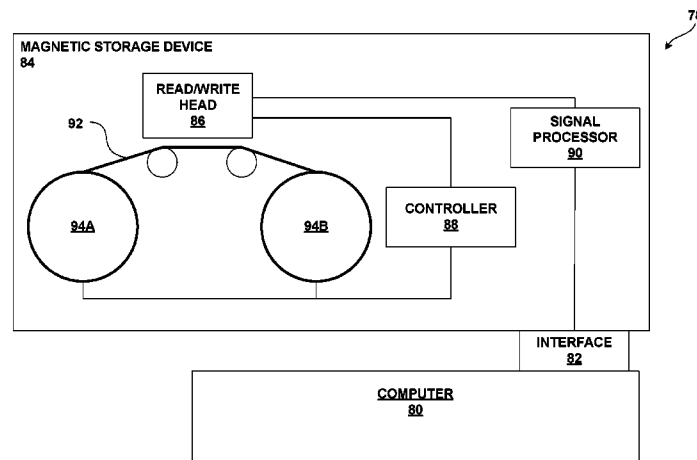 78
MAGNETIC STORAGE DEVICE
84
READ/WRITE
HEAD
86
92
SIGNAL
PROCESSOR
90
94A
94B
CONTROLLER
88
INTERFACE
82
COMPUTER
80